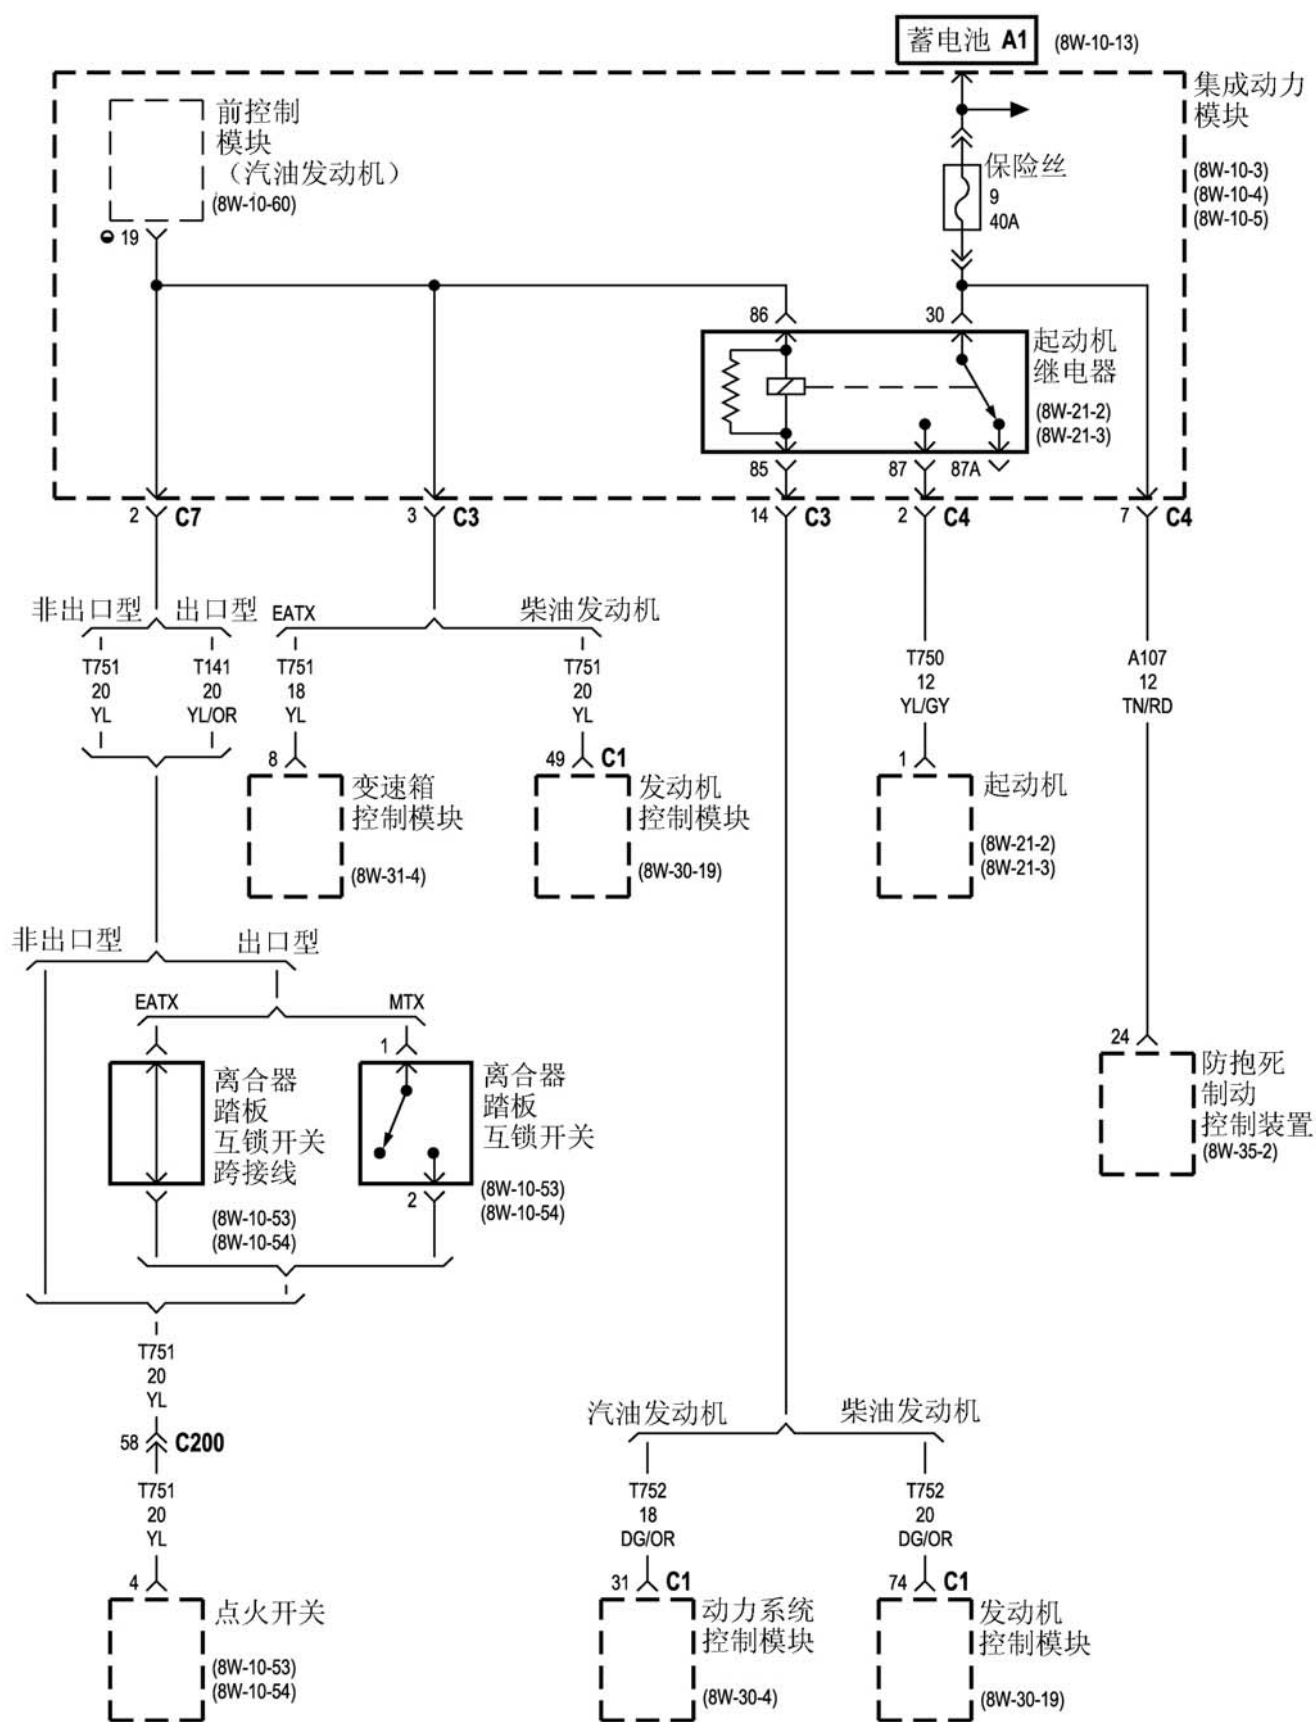 蓄电池 A1 (8W-10-13)
集成动力
模块
(8W-10-3)
(8W-10-4)
(8W-10-5)
前控制
模块
（汽油发动机）
(8W-10-60)
19
保险丝
9
40A
86
30
起动机
继电器
(8W-21-2)
(8W-21-3)
85
87
87A
2 C7
3 C3
14 C3
2 C4
7 C4
非出口型
出口型
EATX
柴油发动机
T751
20
YL
T141
20
YL/OR
T751
18
YL
T751
20
YL
T750
12
YL/GY
A107
12
TN/RD
8
变速箱
控制模块
(8W-31-4)
49 C1
发动机
控制模块
(8W-30-19)
1
起动机
(8W-21-2)
(8W-21-3)
非出口型
出口型
EATX
MTX
离合器
踏板
互锁开关
跨接线
(8W-10-53)
(8W-10-54)
1
离合器
踏板
互锁开关
2
(8W-10-53)
(8W-10-54)
24
防抱死
制动
控制装置
(8W-35-2)
T751
20
YL
58 C200
T751
20
YL
4
点火开关
(8W-10-53)
(8W-10-54)
汽油发动机
柴油发动机
T752
18
DG/OR
T752
20
DG/OR
31 C1
动力系统
控制模块
(8W-30-4)
74 C1
发动机
控制模块
(8W-30-19)